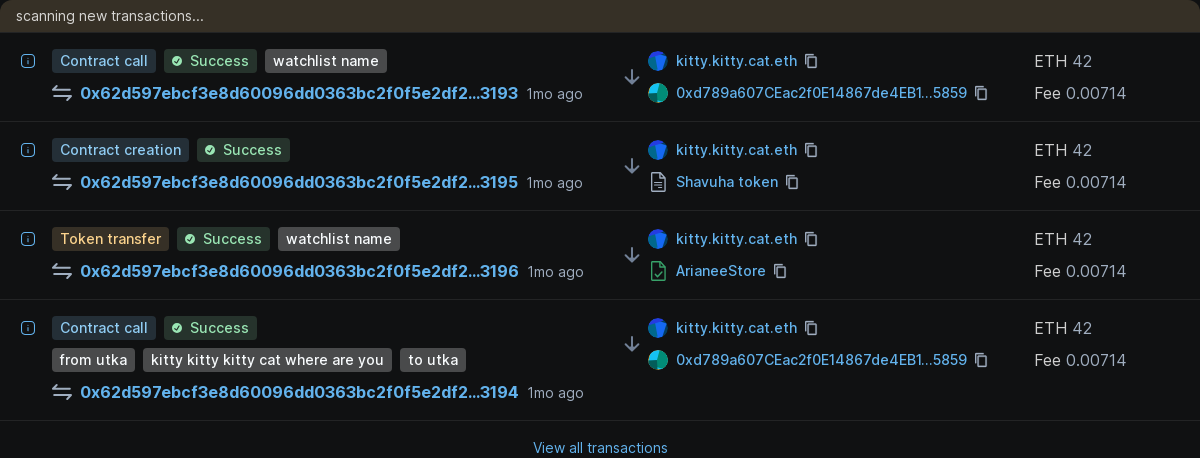 scanning new transactions...
Contract call Success watchlist name
0x62d597ebcf3e8d60096dd0363bc2f0f5e2df2...3193 1mo ago
kitty.kitty.cat.eth
0xd789a607CEac2f0E14867de4EB1...5859
ETH 42
Fee 0.00714
Contract creation Success
0x62d597ebcf3e8d60096dd0363bc2f0f5e2df2...3195 1mo ago
kitty.kitty.cat.eth
Shavuha token
ETH 42
Fee 0.00714
Token transfer Success watchlist name
0x62d597ebcf3e8d60096dd0363bc2f0f5e2df2...3196 1mo ago
kitty.kitty.cat.eth
ArianeeStore
ETH 42
Fee 0.00714
Contract call Success
from utka kitty kitty kitty cat where are you to utka
0x62d597ebcf3e8d60096dd0363bc2f0f5e2df2...3194 1mo ago
kitty.kitty.cat.eth
0xd789a607CEac2f0E14867de4EB1...5859
ETH 42
Fee 0.00714
View all transactions